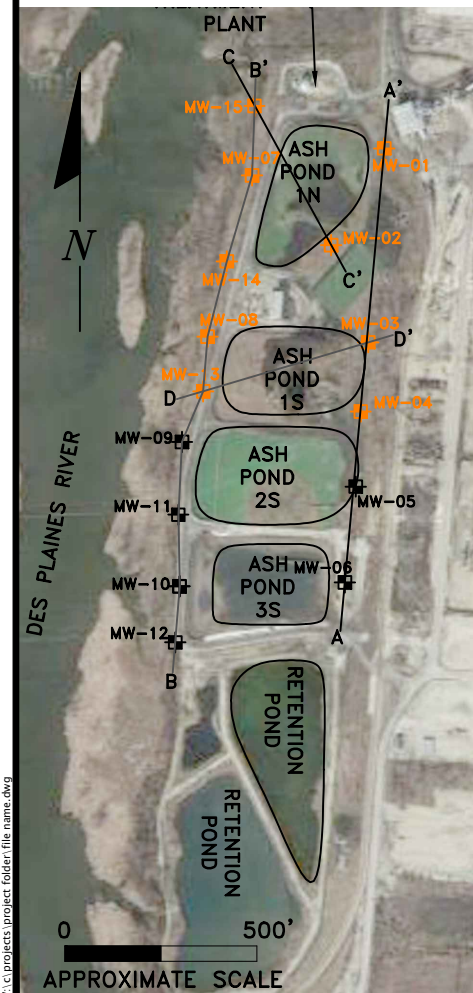 PLANT
C
B'
A'
MW-15
ASH
POND
1N
MW-07
MW-01
MW-02
C'
MW-14
N
MW-08
MW-03
D'
ASH
POND
1S
D
MW-04
MW-09
ASH
POND
2S
MW-05
MW-11
DES PLAINES RIVER
ASH
POND
3S
MW-06
MW-10
MW-12
A
B
RETENTION
POND
RETENTION
POND
:\c\projects\project folder\file name.dwg
0 500'
APPROXIMATE SCALE